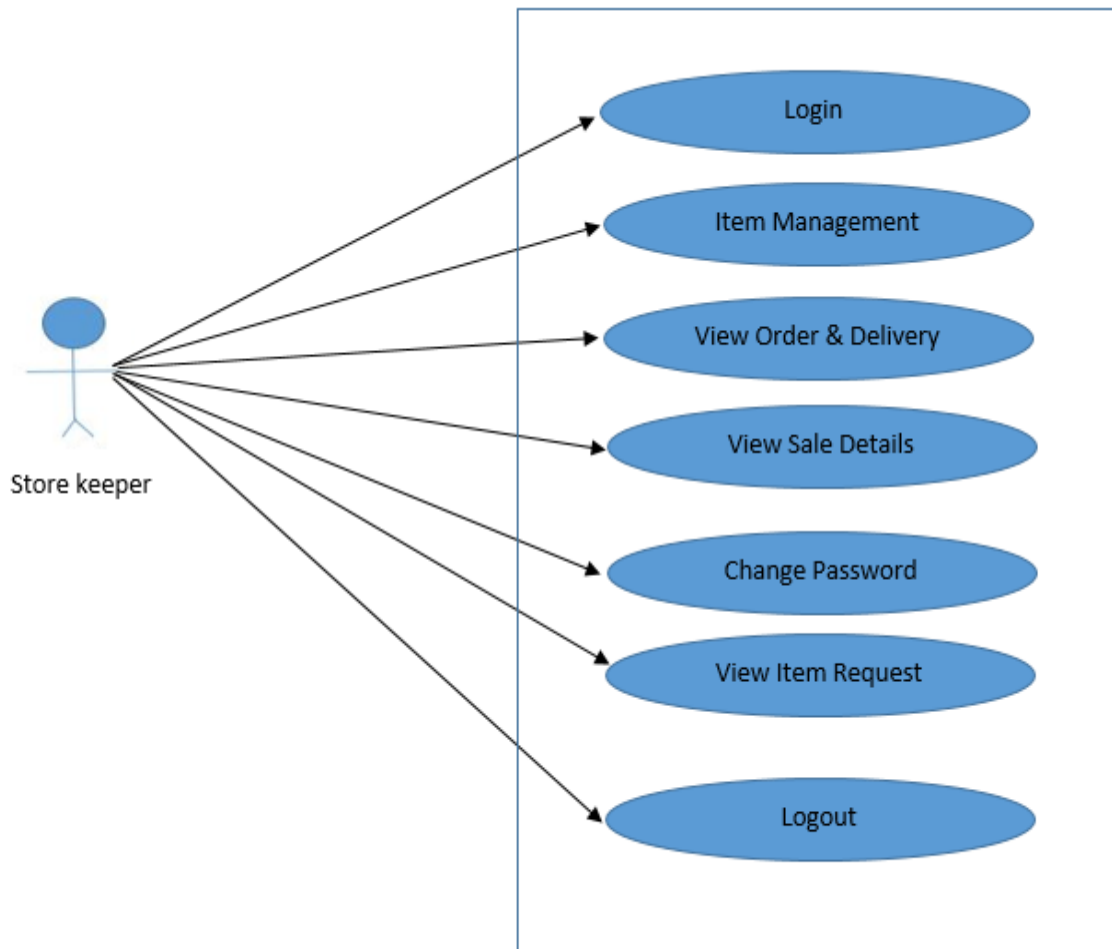 Login
Item Management
View Order & Delivery
View Sale Details
Store keeper
Change Password
View Item Request
Logout